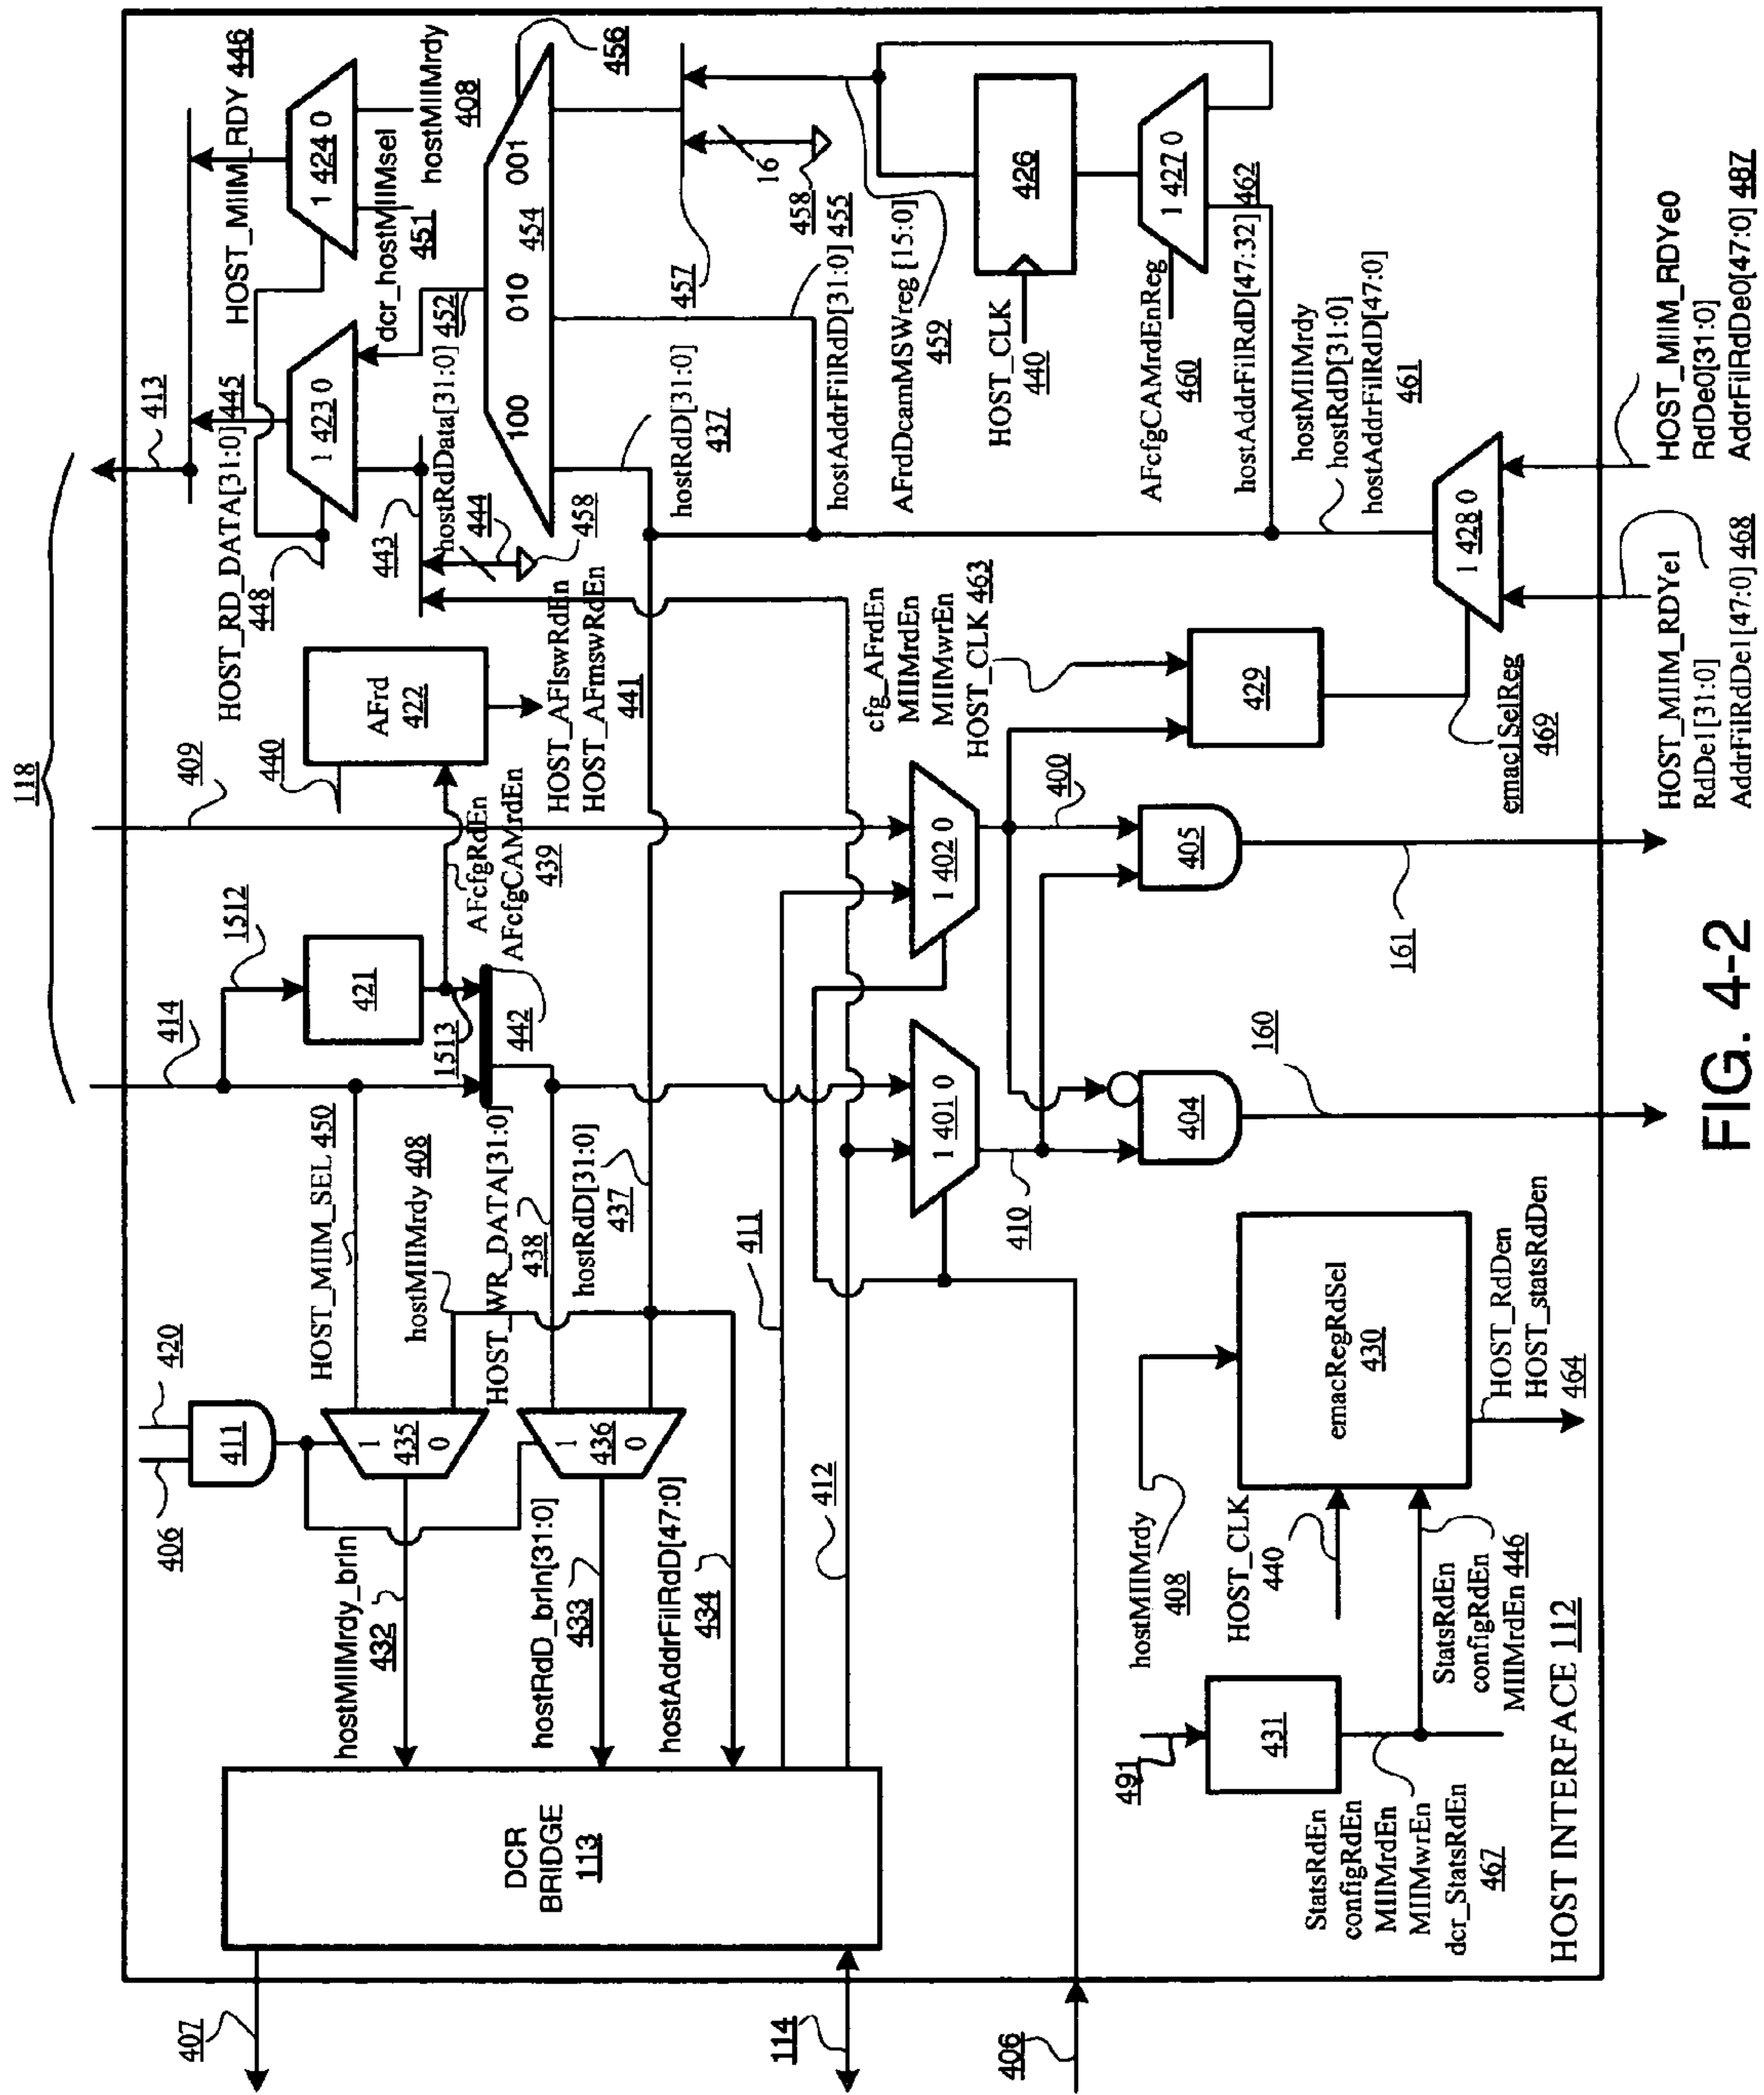 118
413
HOST_MIIM_RDY 446
1 424 0
hostMIIMrdy
408
dcr_hostMIIMsel
451
HOST_RD_DATA[31:0] 445
1 423 0
448
443
hostRdData[31:0] 452
444
458
100
010
001
454
456
457
16
458
hostRdD[31:0]
437
hostAddrFilRdD[31:0] 455
AFrdDcamMSWreg [15:0]
459
426
HOST_CLK
440
1 427 0
AFcfgCAMrdEnReg
460
hostAddrFilRdD[47:32] 462
hostMIIMrdy
hostRdD[31:0]
hostAddrFilRdD[47:0]
461
1 428 0
HOST_MIIM_RDYe0
RdDe0[31:0]
AddrFilRdDe0[47:0] 487
HOST_MIIM_RDYe1
RdDe1[31:0]
AddrFilRdDe1[47:0] 468
emac1SelReg
469
429
cfg_AFrdEn
MIIMrdEn
MIIMwrEn
HOST_CLK 463
409
440
AFrd
422
HOST_AFlswRdEn
HOST_AFmswRdEn
441
AFcfgRdEn
AFcfgCAMrdEn
439
1512
421
414
1513
442
1 402 0
400
405
161
1 401 0
410
404
160
411
412
HOST_MIIM_SEL 450
hostMIIMrdy 408
HOST_WR_DATA[31:0]
438
hostRdD[31:0]
437
420
411
406
1
435
0
1
436
0
hostMIIMrdy_brIn
432
hostRdD_brIn[31:0]
433
hostAddrFilRdD[47:0]
434
DCR
BRIDGE
113
407
114
406
hostMIIMrdy
408
HOST_CLK
440
emacRegRdSel
430
HOST_RdDen
HOST_statsRdDen
464
StatsRdEn
configRdEn
MIIMrdEn 446
491
431
StatsRdEn
configRdEn
MIIMrdEn
MIIMwrEn
dcr_StatsRdEn
467
HOST INTERFACE 112
FIG. 4-2